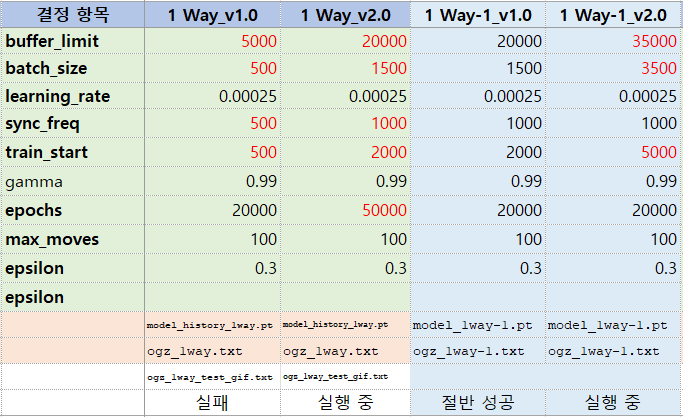 결정 항목 1 Way_v1.0 1 Way_v2.0 1 Way-1_v1.0 1 Way-1_v2.0
buffer_limit 5000 20000 20000 35000
batch_size 500 1500 1500 3500
learning_rate 0.00025 0.00025 0.00025 0.00025
sync_freq 500 1000 1000 1000
train_start 500 2000 2000 5000
gamma 0.99 0.99 0.99 0.99
epochs 20000 50000 20000 20000
max_moves 100 100 100 100
epsilon 0.3 0.3 0.3 0.3
epsilon
model_history_1way.pt model_history_1way.pt model_1way-1.pt model_1way-1.pt
ogz_1way.txt ogz_1way.txt ogz_1way-1.txt ogz_1way-1.txt
ogz_1way_test_gif.txt ogz_1way_test_gif.txt
실패 실행 중 절반 성공 실행 중